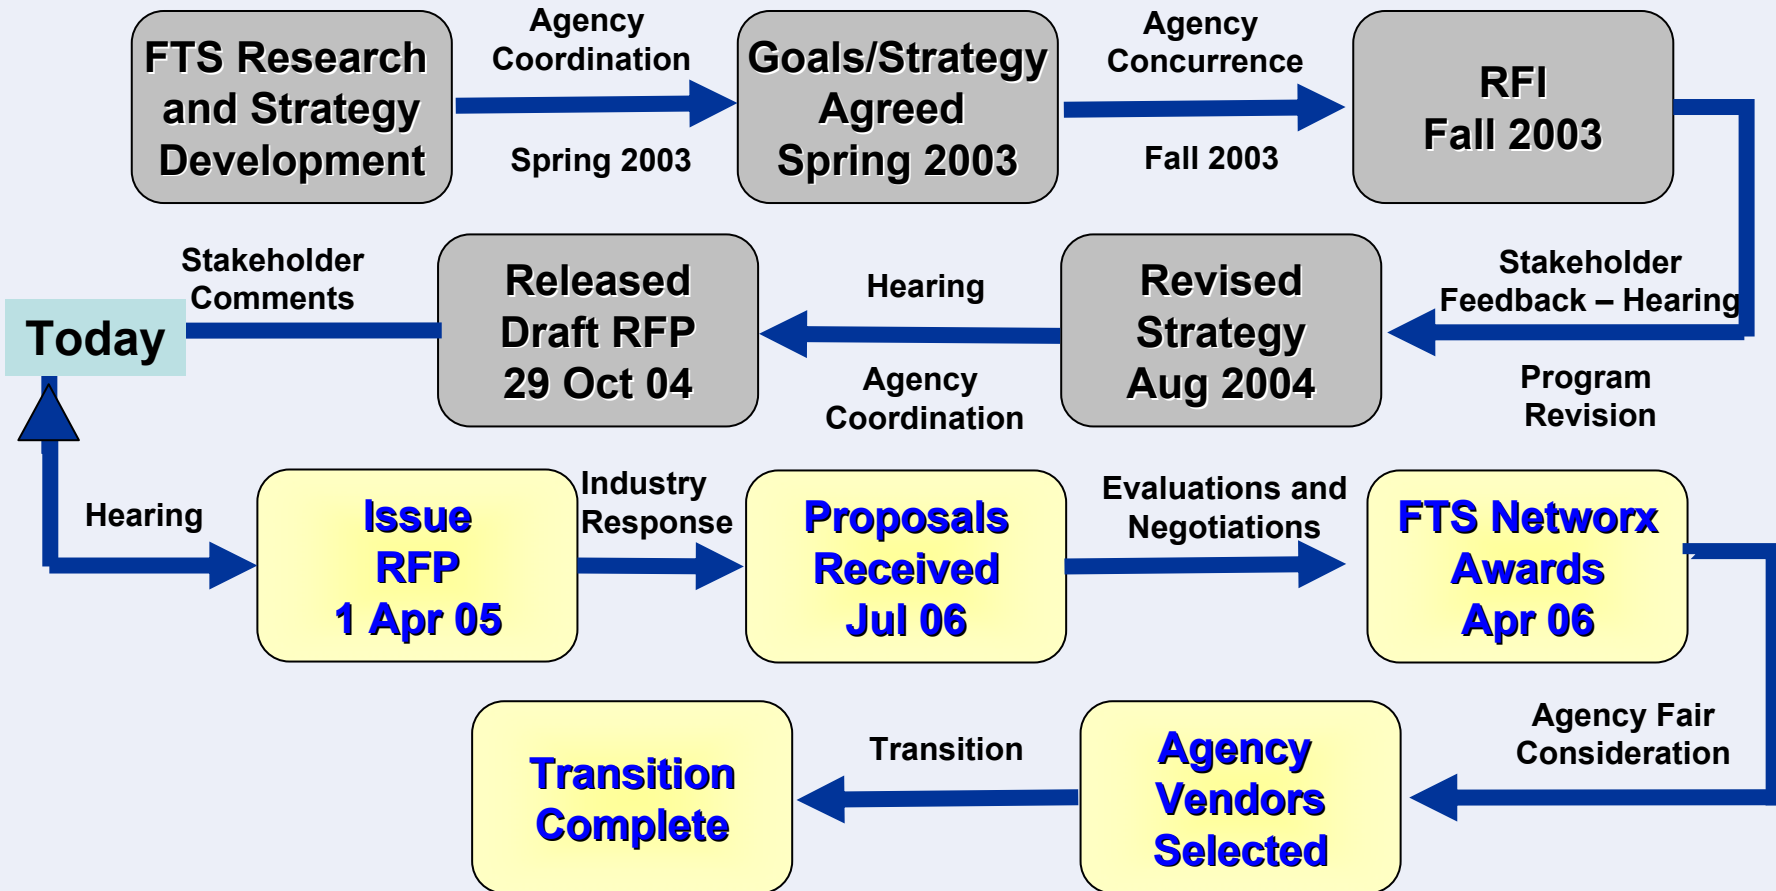 FTS Research
and Strategy
Development
Agency
Coordination
Spring 2003
Goals/Strategy
Agreed
Spring 2003
Agency
Concurrence
Fall 2003
RFI
Fall 2003
Stakeholder
Feedback – Hearing
Program
Revision
Revised
Strategy
Aug 2004
Hearing
Agency
Coordination
Released
Draft RFP
29 Oct 04
Stakeholder
Comments
Today
Hearing
Issue
RFP
1 Apr 05
Industry
Response
Proposals
Received
Jul 06
Evaluations and
Negotiations
FTS Networx
Awards
Apr 06
Agency Fair
Consideration
Agency
Vendors
Selected
Transition
Transition
Complete